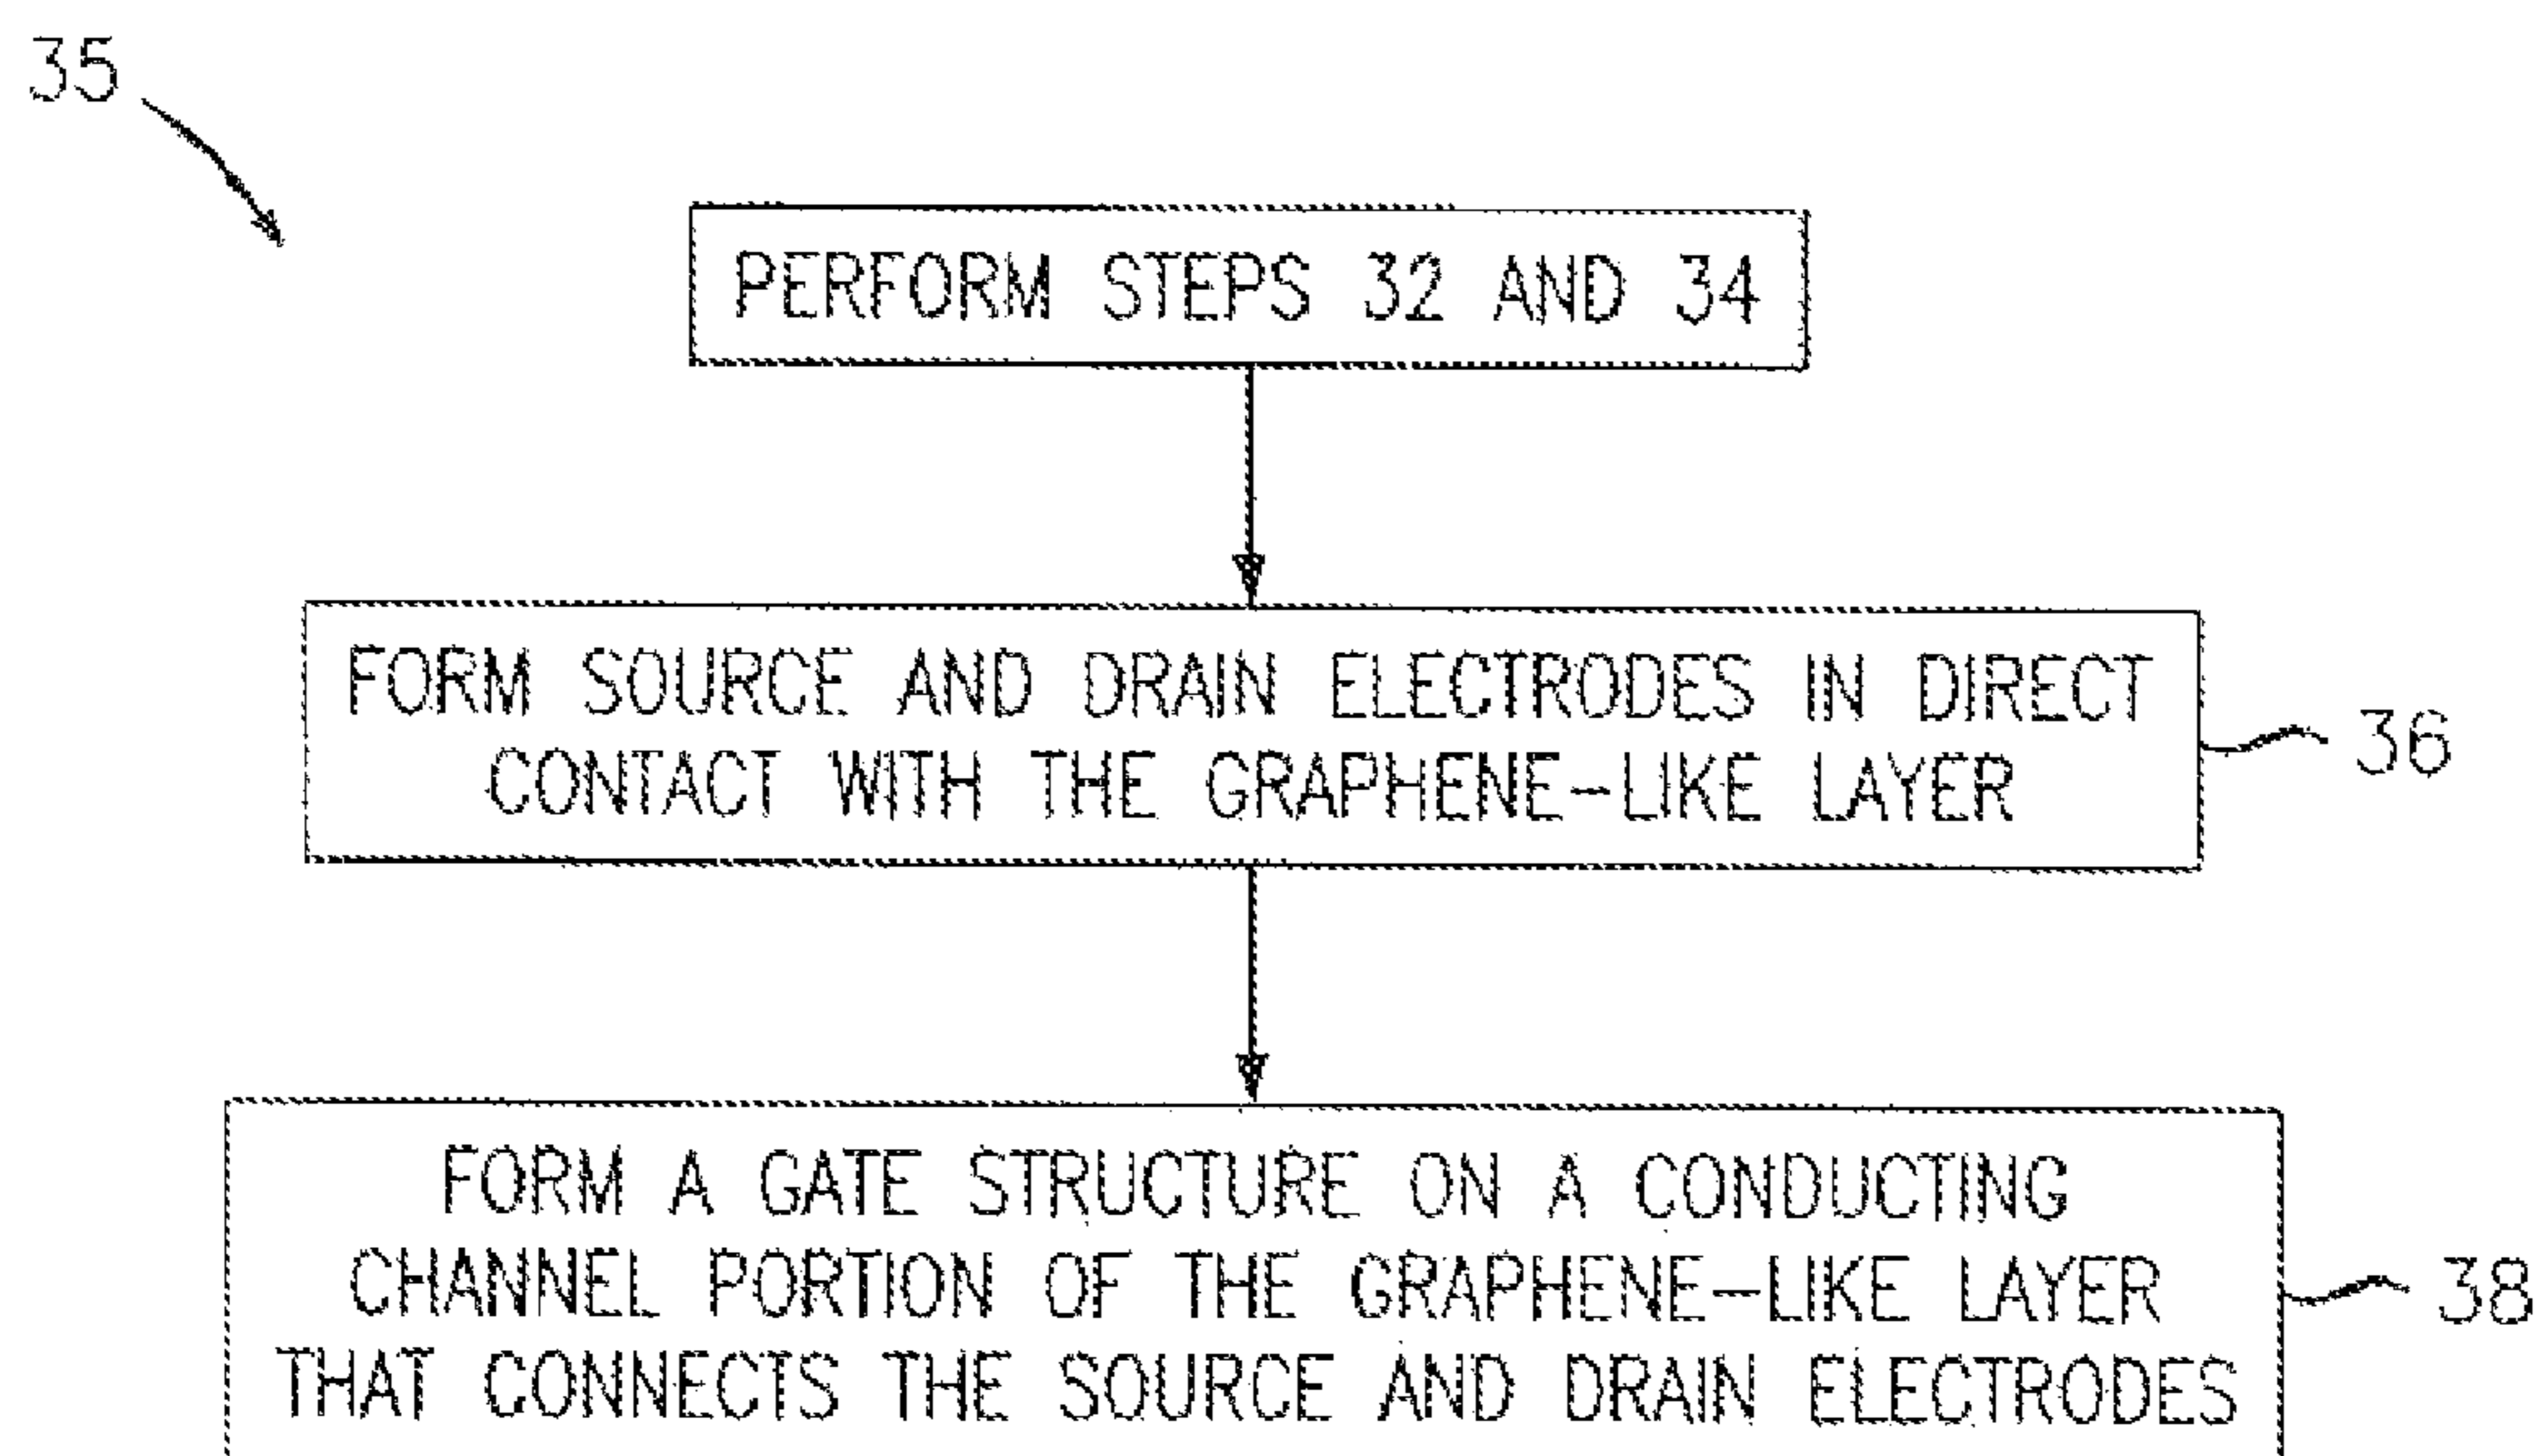 35
PERFORM STEPS 32 AND 34
FORM SOURCE AND DRAIN ELECTRODES IN DIRECT
CONTACT WITH THE GRAPHENE-LIKE LAYER
36
FORM A GATE STRUCTURE ON A CONDUCTING
CHANNEL PORTION OF THE GRAPHENE-LIKE LAYER
THAT CONNECTS THE SOURCE AND DRAIN ELECTRODES
38